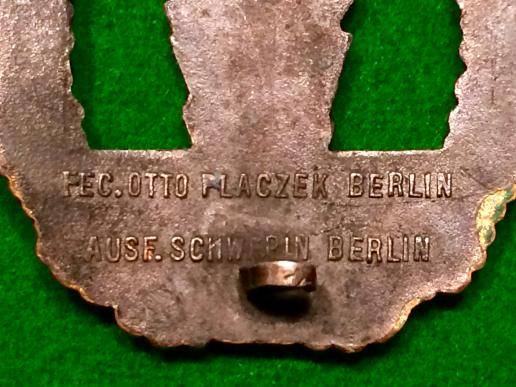 FEC. OTTO PLACZEK BERLIN
AUSF. SCHWERIN BERLIN